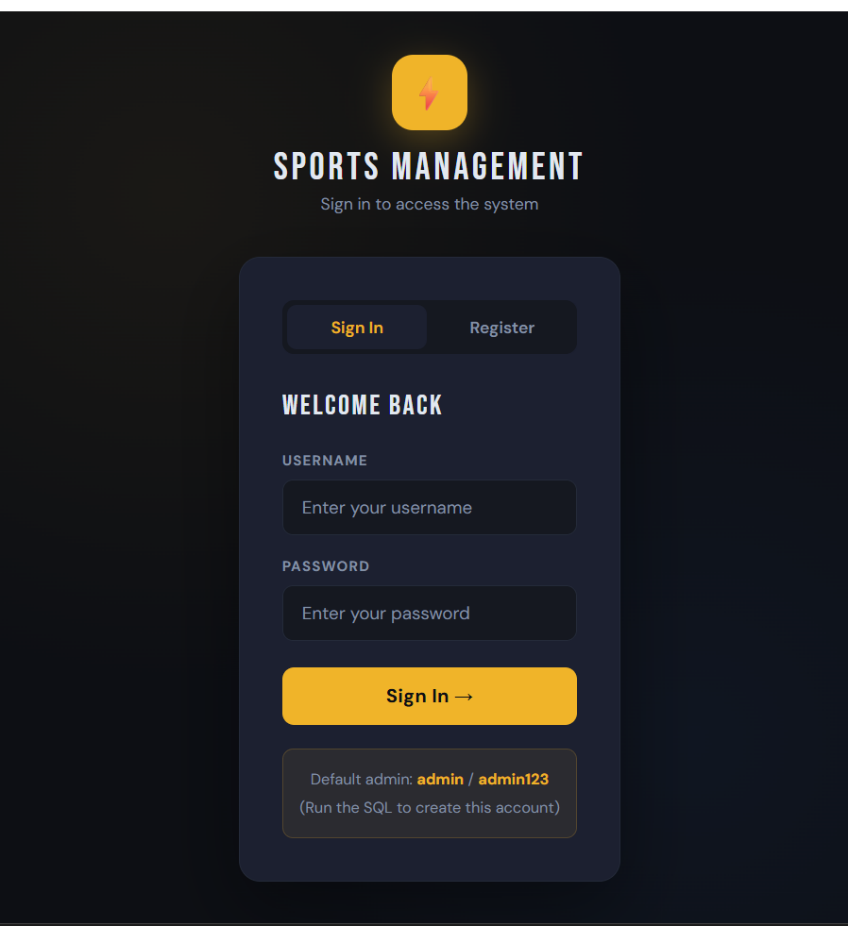 SPORTS MANAGEMENT
Sign in to access the system
Sign In
Register
WELCOME BACK
USERNAME
Enter your username
PASSWORD
Enter your password
Sign In →
Default admin: admin / admin123
(Run the SQL to create this account)